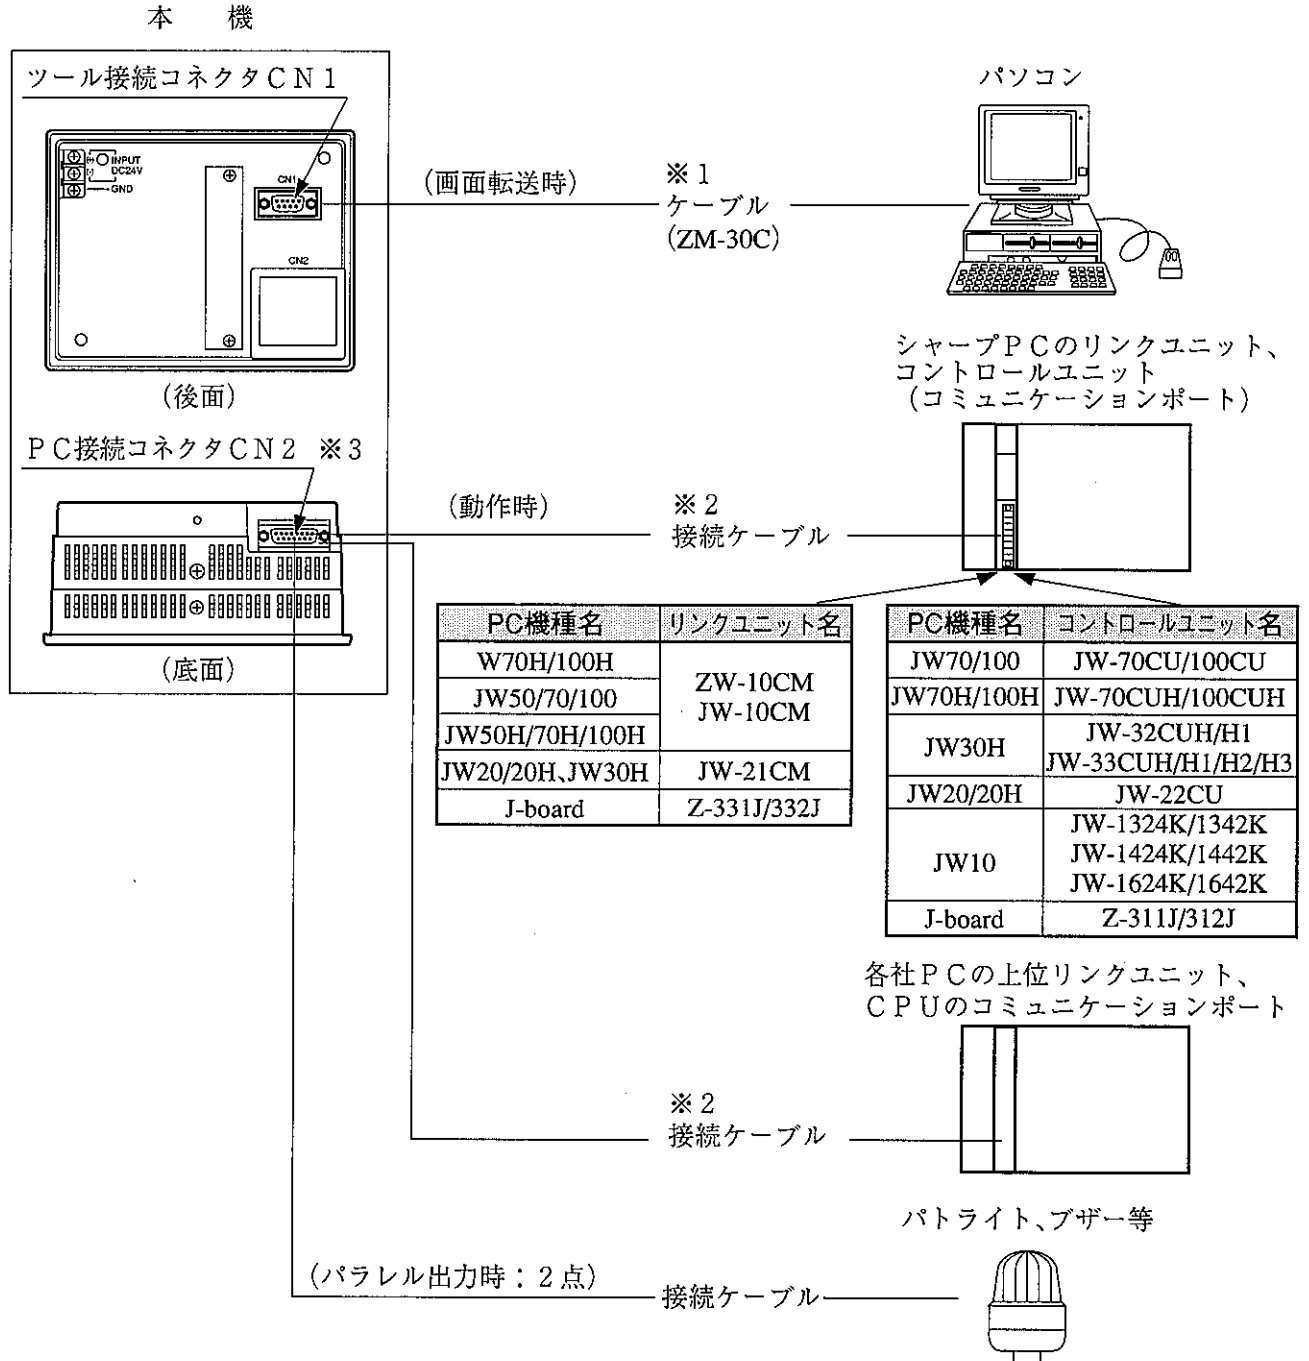 本　機
ツール接続コネクタＣＮ１
INPUT
DC24V
(+)
(-)
GND
CN1
CN2
(後面)
(画面転送時)
※１
ケーブル
(ZM-30C)
パソコン
シャープＰＣのリンクユニット、
コントロールユニット
(コミュニケーションポート)
ＰＣ接続コネクタＣＮ２　※３
(底面)
(動作時)
※２
接続ケーブル
PC機種名　リンクユニット名
W70H/100H
JW50/70/100
JW50H/70H/100H
ZW-10CM
JW-10CM
JW20/20H、JW30H　JW-21CM
J-board　Z-331J/332J
PC機種名　コントロールユニット名
JW70/100　JW-70CU/100CU
JW70H/100H　JW-70CUH/100CUH
JW30H
JW-32CUH/H1
JW-33CUH/H1/H2/H3
JW20/20H　JW-22CU
JW10
JW-1324K/1342K
JW-1424K/1442K
JW-1624K/1642K
J-board　Z-311J/312J
各社ＰＣの上位リンクユニット、
ＣＰＵのコミュニケーションポート
※２
接続ケーブル
パトライト、ブザー等
(パラレル出力時：２点)
接続ケーブル